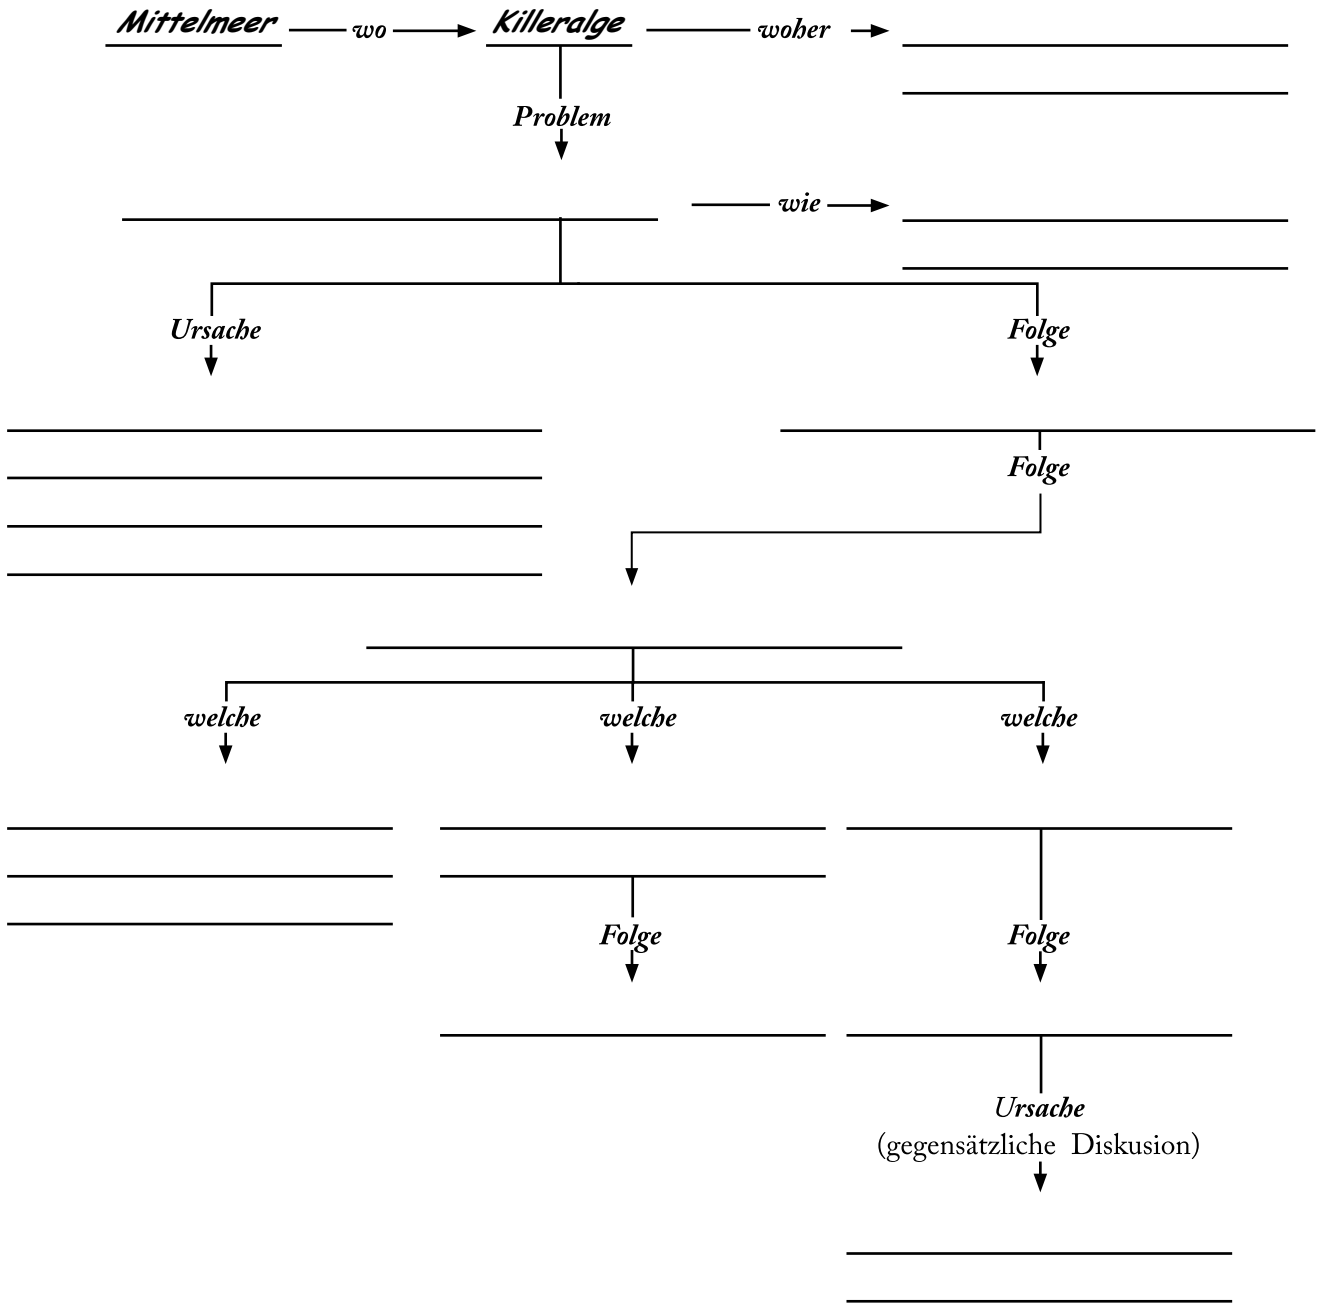 Mittelmeer wo Killeralge woher
Problem
wie
Ursache Folge
Folge
welche welche welche
Folge Folge
Ursache
(gegensätzliche Diskusion)